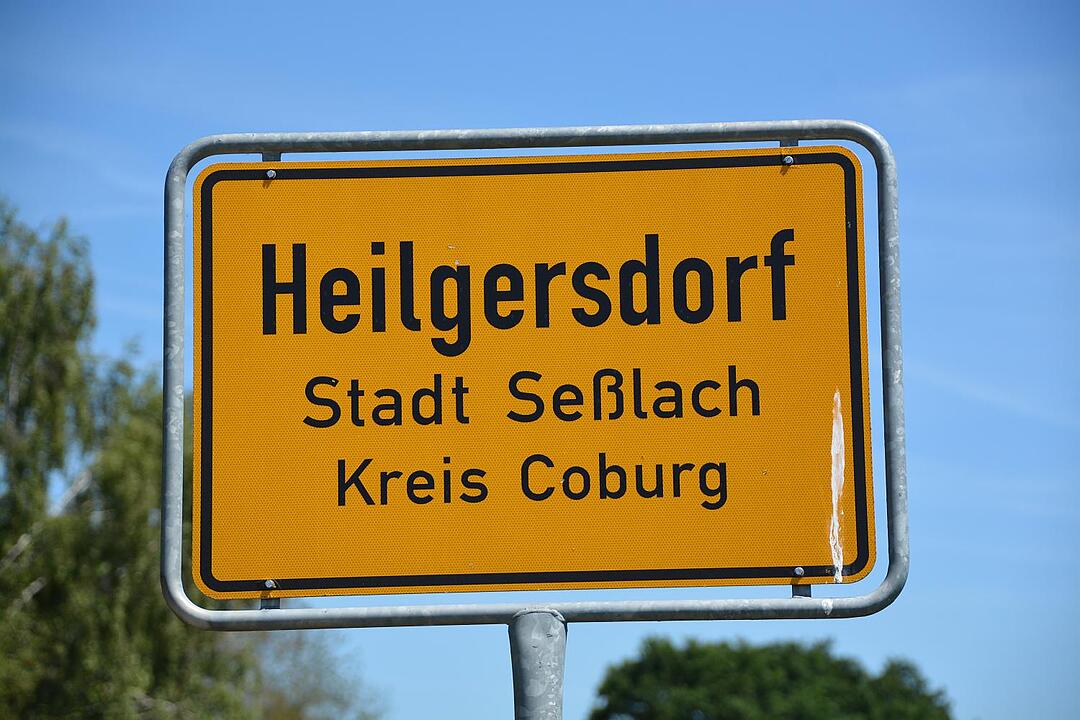 Heilgersdorf
Stadt Seßlach
Kreis Coburg